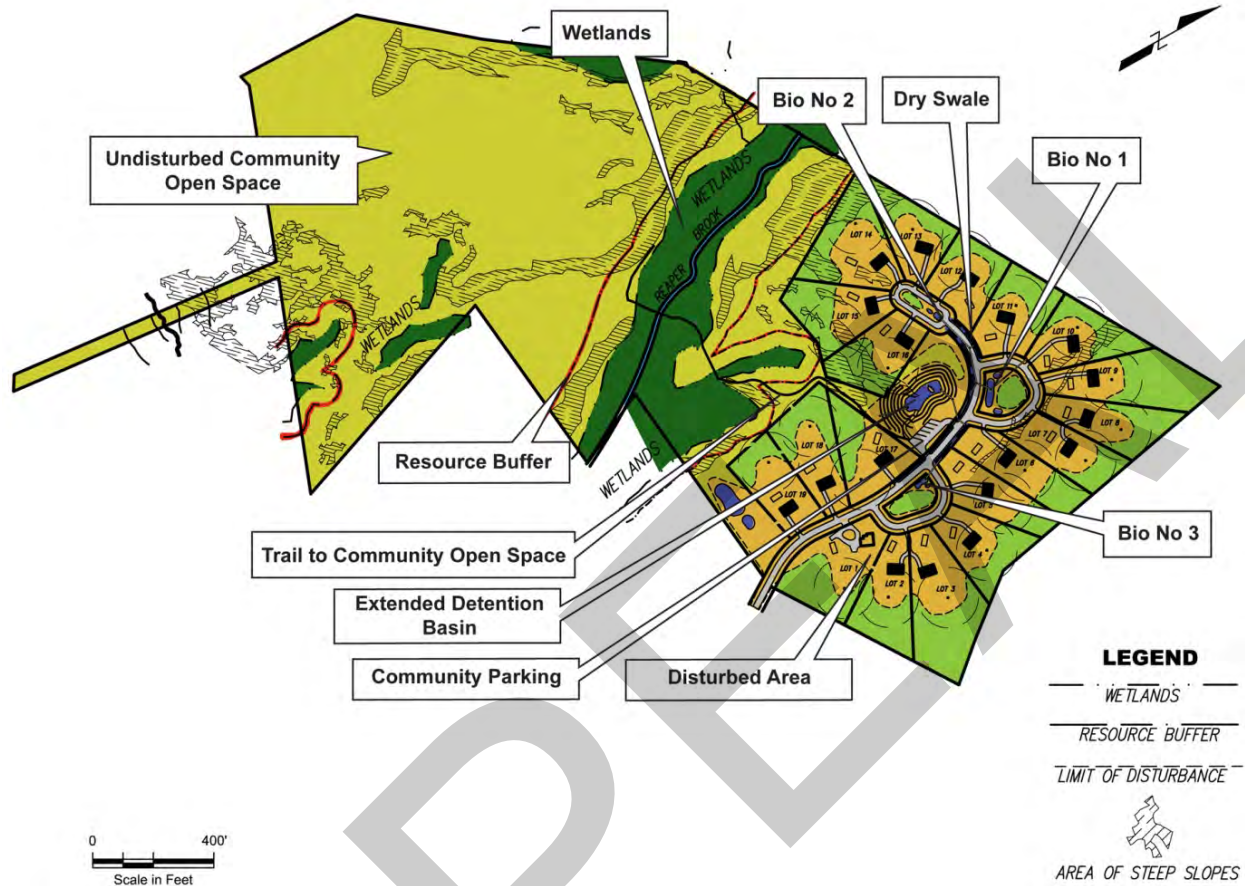 Wetlands
Bio No 2
Dry Swale
Bio No 1
Undisturbed Community
Open Space
WETLANDS
REAPER BROOK
WETLANDS
LOT 14
LOT 13
LOT 12
LOT 11
LOT 10
LOT 9
LOT 8
LOT 7
LOT 6
LOT 5
LOT 4
LOT 15
LOT 16
LOT 17
LOT 18
LOT 19
LOT 1
LOT 2
LOT 3
Resource Buffer
WETLANDS
Bio No 3
Trail to Community Open Space
Extended Detention
Basin
Community Parking
Disturbed Area
LEGEND
WETLANDS
RESOURCE BUFFER
LIMIT OF DISTURBANCE
AREA OF STEEP SLOPES
0 400'
Scale in Feet